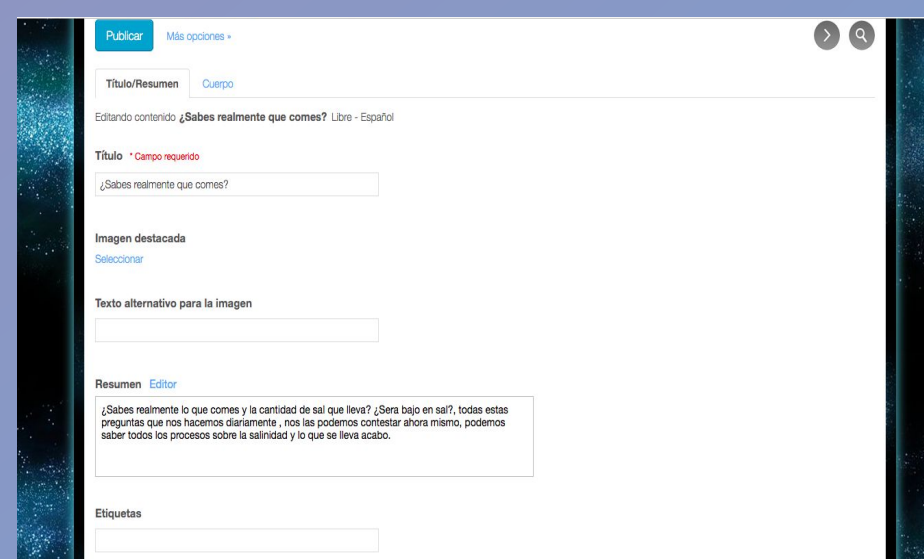 Publicar Más opciones »
Título/Resumen Cuerpo
Editando contenido ¿Sabes realmente que comes? Libre - Español
Título * Campo requerido
¿Sabes realmente que comes?
Imagen destacada
Seleccionar
Texto alternativo para la imagen
Resumen Editor
¿Sabes realmente lo que comes y la cantidad de sal que lleva? ¿Sera bajo en sal?, todas estas
preguntas que nos hacemos diariamente , nos las podemos contestar ahora mismo, podemos
saber todos los procesos sobre la salinidad y lo que se lleva acabo.
Etiquetas